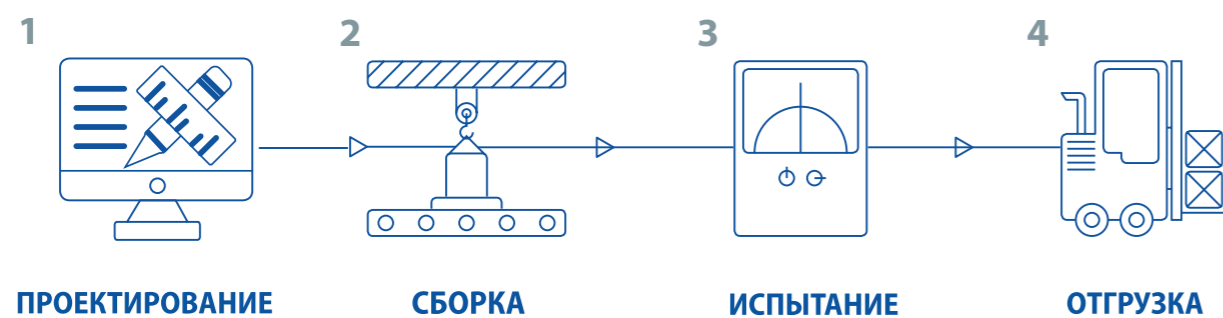 1
2
3
4
ПРОЕКТИРОВАНИЕ
СБОРКА
ИСПЫТАНИЕ
ОТГРУЗКА